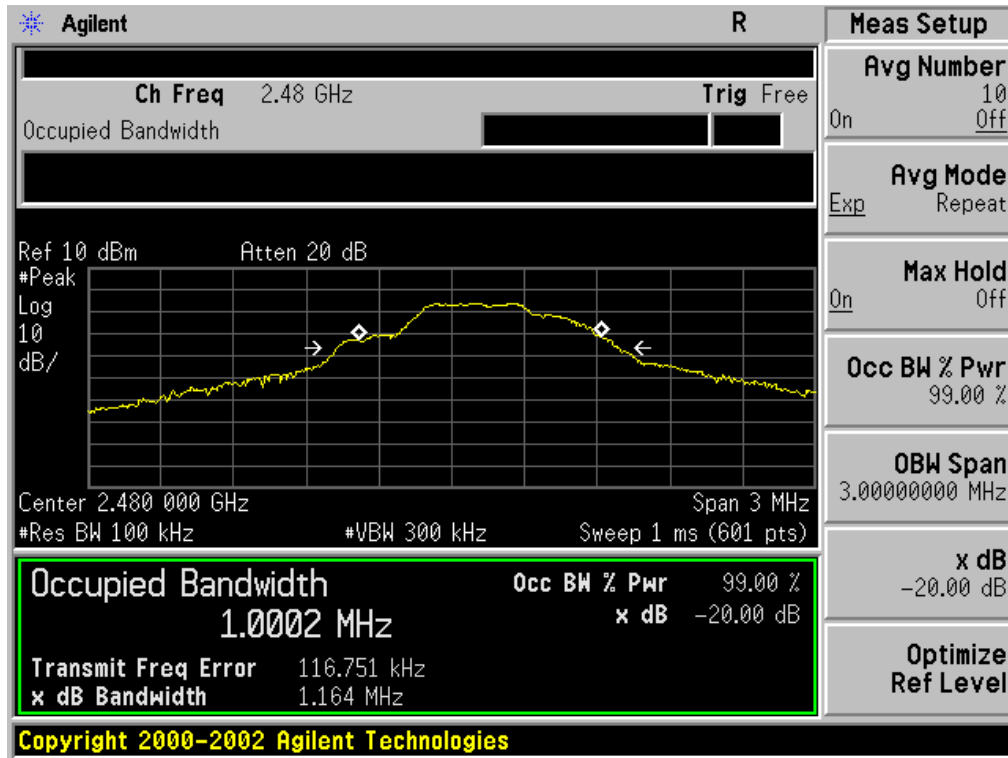 Agilent R Meas Setup
Ch Freq 2.48 GHz Trig Free
Occupied Bandwidth
Ref 10 dBm Atten 20 dB
#Peak
Log
10
dB/
Center 2.480 000 GHz Span 3 MHz
#Res BW 100 kHz #VBW 300 kHz Sweep 1 ms (601 pts)
Occupied Bandwidth Occ BW % Pwr 99.00 %
1.0002 MHz x dB -20.00 dB
Transmit Freq Error 116.751 kHz
x dB Bandwidth 1.164 MHz
Copyright 2000-2002 Agilent Technologies
Avg Number
10
On Off
Avg Mode
Exp Repeat
Max Hold
On Off
Occ BW % Pwr
99.00 %
OBW Span
3.00000000 MHz
x dB
-20.00 dB
Optimize
Ref Level